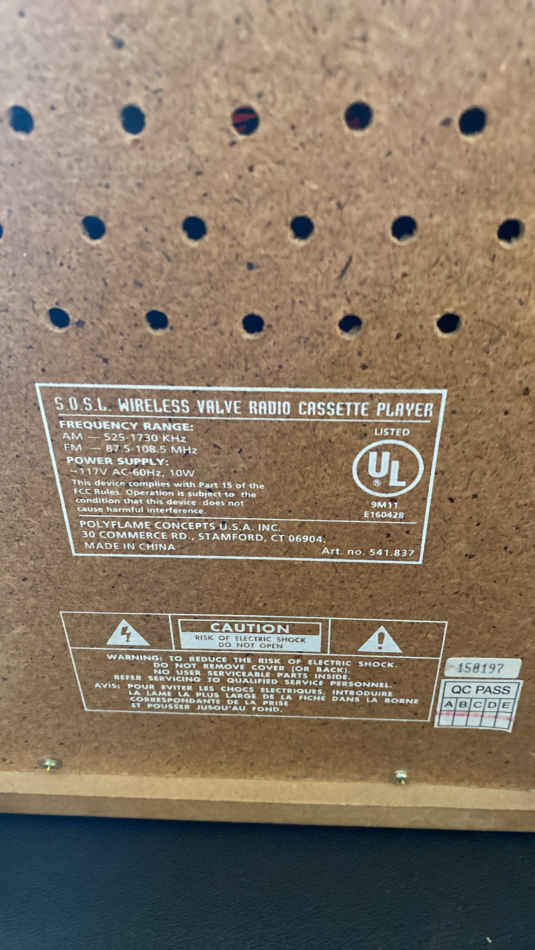 S.O.S.L. WIRELESS VALVE RADIO CASSETTE PLAYER
FREQUENCY RANGE:
AM — 525-1730 KHz
FM — 87.5-108.5 MHz
POWER SUPPLY:
~117V AC-60Hz, 10W
This device complies with Part 15 of the
FCC Rules. Operation is subject to the
condition that this device does not
cause harmful interference.
LISTED
UL
®
9M11
E160428
POLYFLAME CONCEPTS U.S.A. INC.
30 COMMERCE RD., STAMFORD, CT 06904.
MADE IN CHINA
Art. no. 541.837
CAUTION
RISK OF ELECTRIC SHOCK
DO NOT OPEN
WARNING: TO REDUCE THE RISK OF ELECTRIC SHOCK.
DO NOT REMOVE COVER (OR BACK).
NO USER SERVICEABLE PARTS INSIDE.
REFER SERVICING TO QUALIFIED SERVICE PERSONNEL.
AVIS: POUR EVITER LES CHOCS ELECTRIQUES, INTRODUIRE
LA LAME LA PLUS LARGE DE LA FICHE DANS LA BORNE
CORRESPONDANTE DE LA PRISE
ET POUSSER JUSQU'AU FOND.
158197
QC PASS
A B C D E